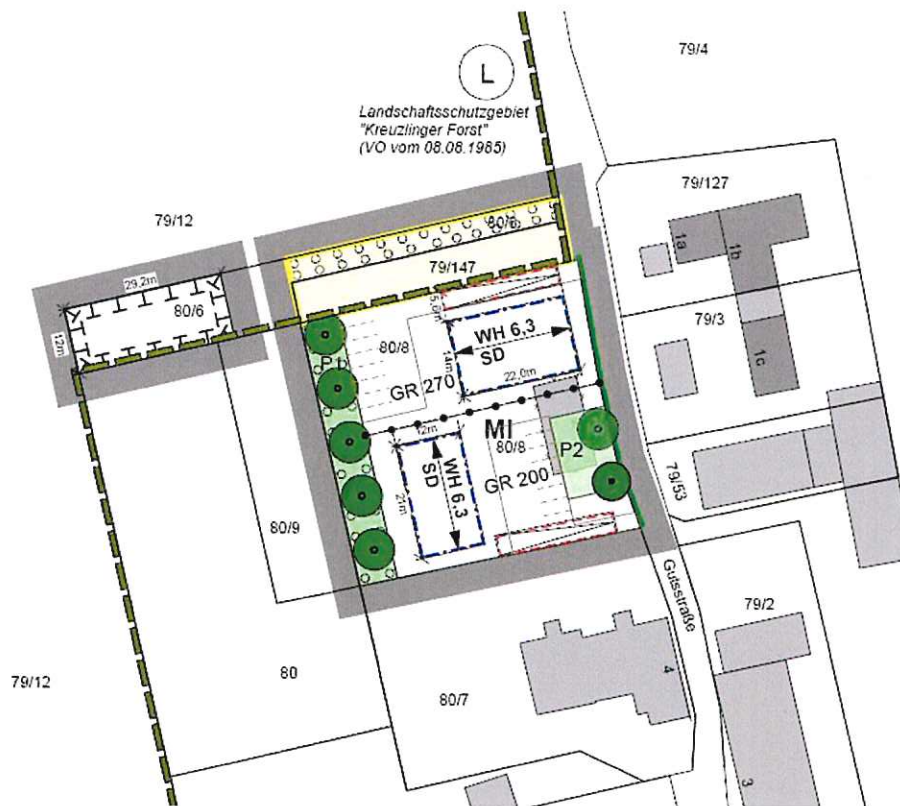 79/4
L
Landschaftsschutzgebiet
"Kreuzlinger Forst"
(VO vom 08.08.1985)
79/127
79/12
80/6
1a
1b
79/147
29,2m
80/6
12m
5,0m
79/3
WH 6,3
SD
80/8
14m
GR 270
22,0m
1c
P1
12m
MI
80/8
P2
WH 6,3
SD
21m
GR 200
79/53
80/9
Gutsstraße
79/2
79/12
80
80/7
4
3